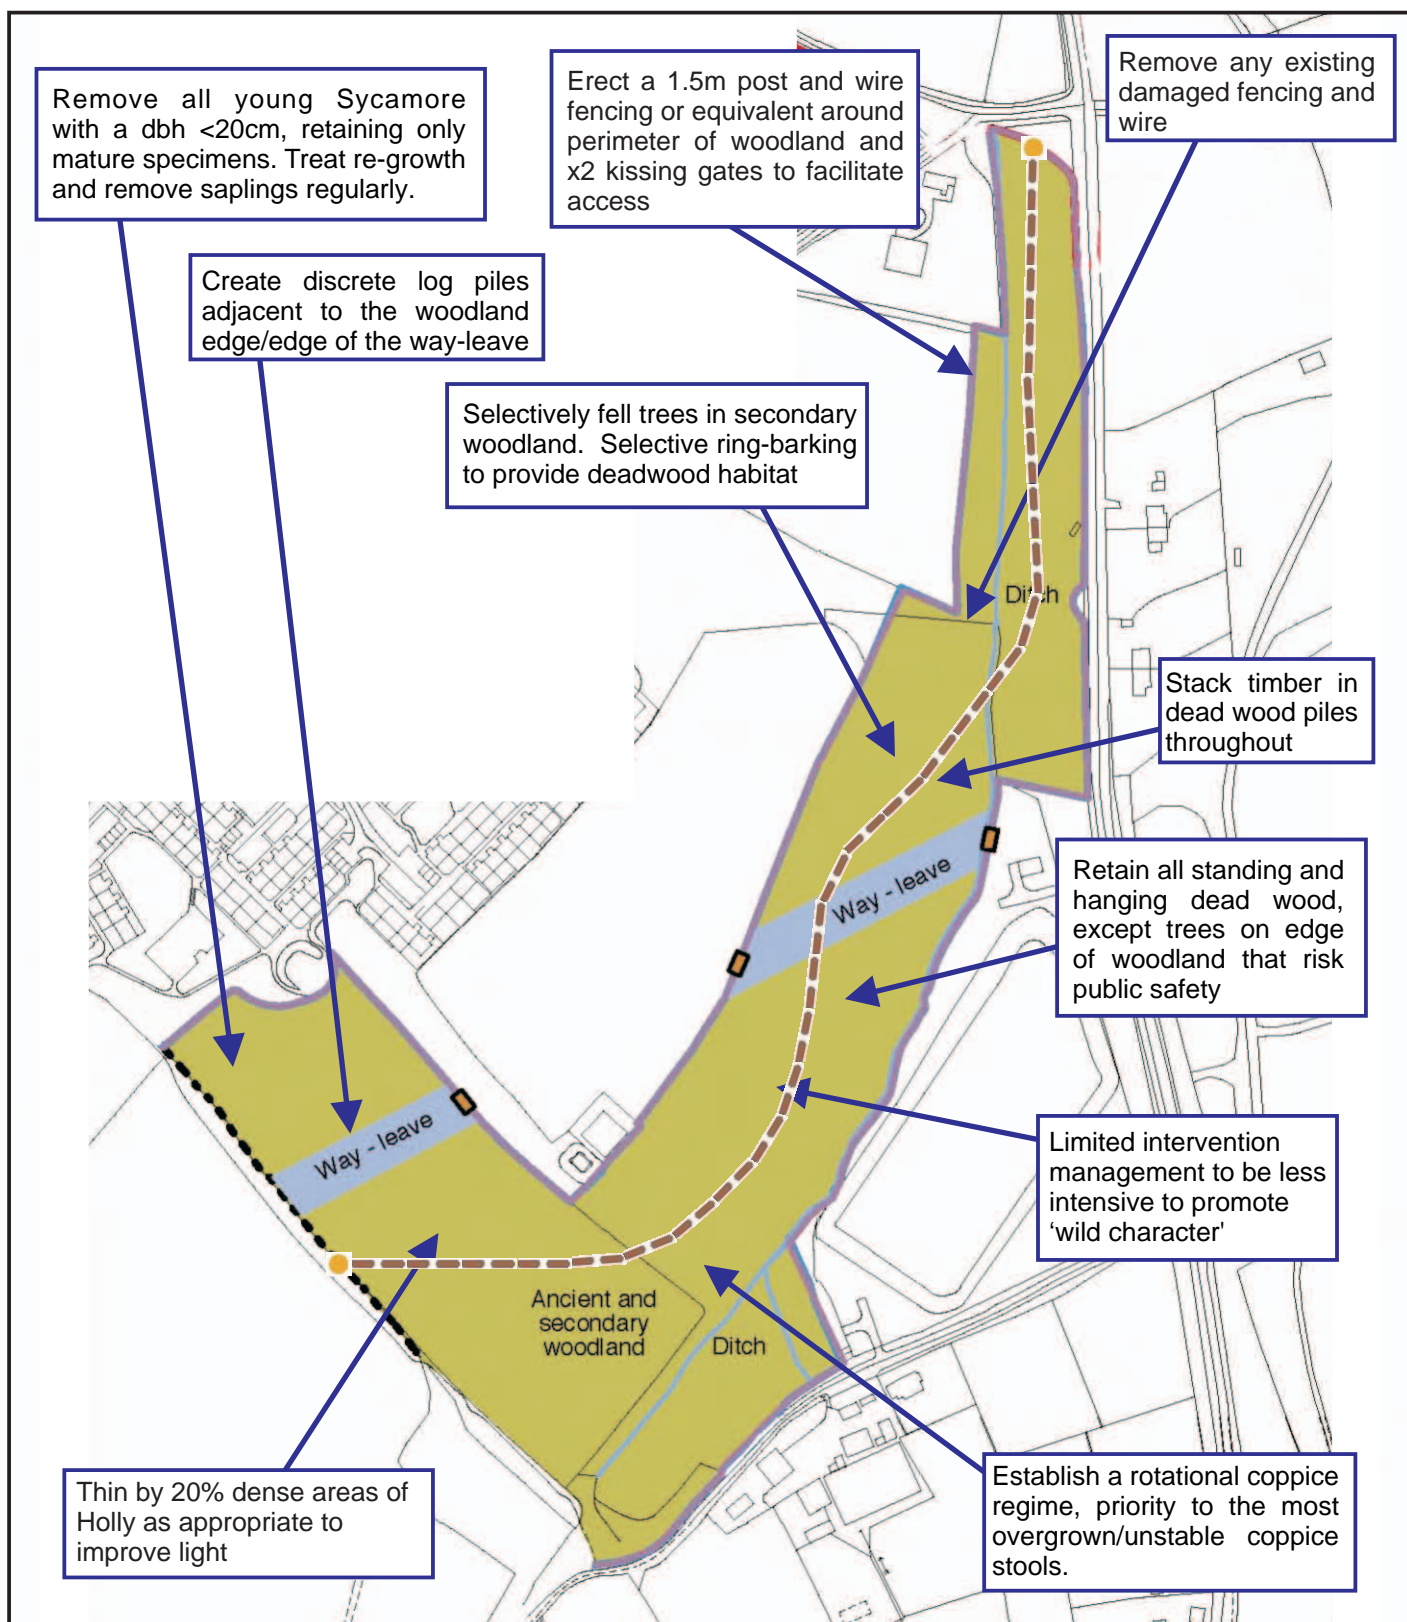 Remove all young Sycamore
with a dbh <20cm, retaining only
mature specimens. Treat re-growth
and remove saplings regularly.
Erect a 1.5m post and wire
fencing or equivalent around
perimeter of woodland and
x2 kissing gates to facilitate
access
Remove any existing
damaged fencing and
wire
Create discrete log piles
adjacent to the woodland
edge/edge of the way-leave
Selectively fell trees in secondary
woodland. Selective ring-barking
to provide deadwood habitat
Ditch
Stack timber in
dead wood piles
throughout
Way - leave
Retain all standing and
hanging dead wood,
except trees on edge
of woodland that risk
public safety
Way - leave
Limited intervention
management to be less
intensive to promote
‘wild character'
Ancient and
secondary
woodland
Ditch
Thin by 20% dense areas of
Holly as appropriate to
improve light
Establish a rotational coppice
regime, priority to the most
overgrown/unstable coppice
stools.